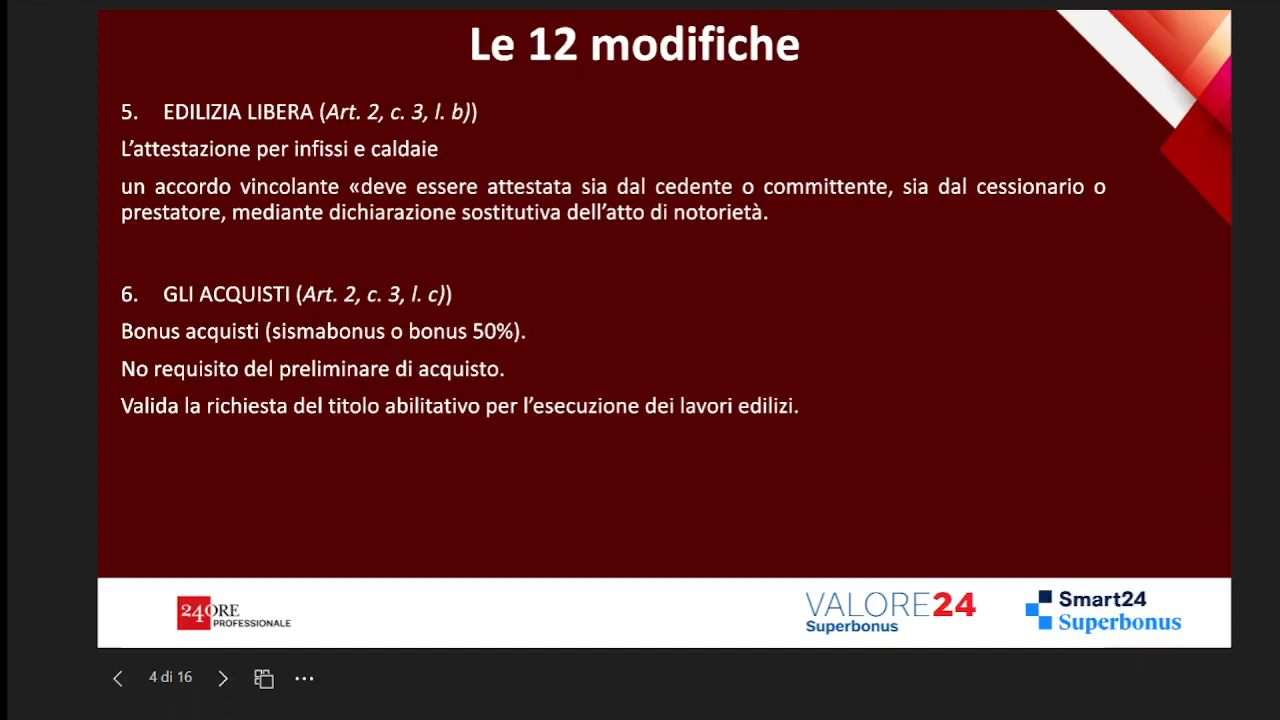 Le 12 modifiche
5. EDILIZIA LIBERA (Art. 2, c. 3, l. b))
L'attestazione per infissi e caldaie
un accordo vincolante «deve essere attestata sia dal cedente o committente, sia dal cessionario o
prestatore, mediante dichiarazione sostitutiva dell'atto di notorietà.
6. GLI ACQUISTI (Art. 2, c. 3, l. c))
Bonus acquisti (sismabonus o bonus 50%).
No requisito del preliminare di acquisto.
Valida la richiesta del titolo abilitativo per l'esecuzione dei lavori edilizi.
24ORE
PROFESSIONALE
VALORE24
Superbonus
Smart24
Superbonus
4 di 16